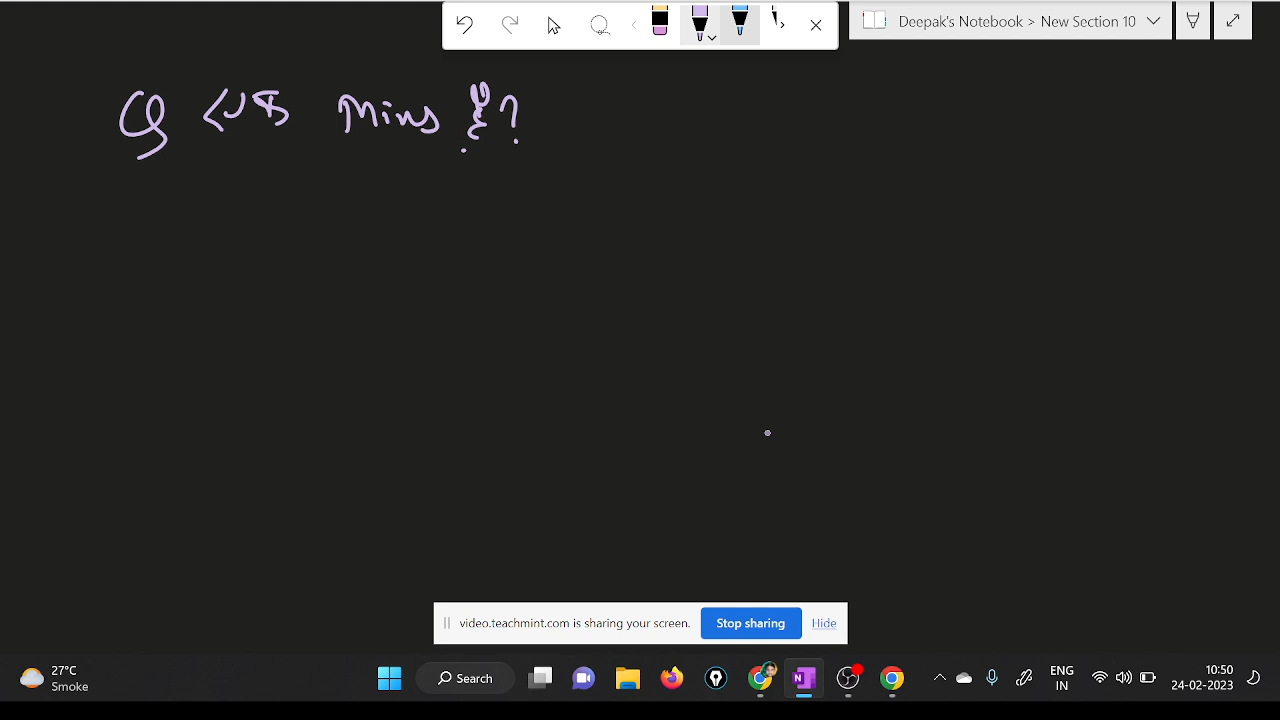 Deepak's Notebook > New Section 10
Mins ?
video.teachmint.com is sharing your screen.
Stop sharing
Hide
27°C
Smoke
Search
ENG
IN
10:50
24-02-2023